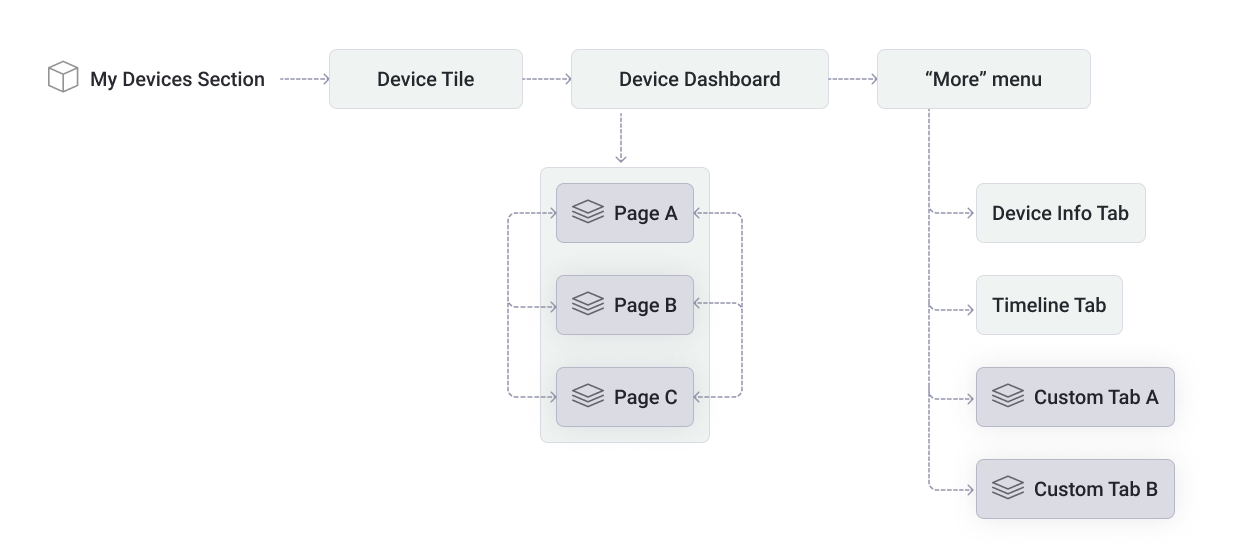 My Devices Section
Device Tile
Device Dashboard
“More” menu
Page A
Page B
Page C
Device Info Tab
Timeline Tab
Custom Tab A
Custom Tab B